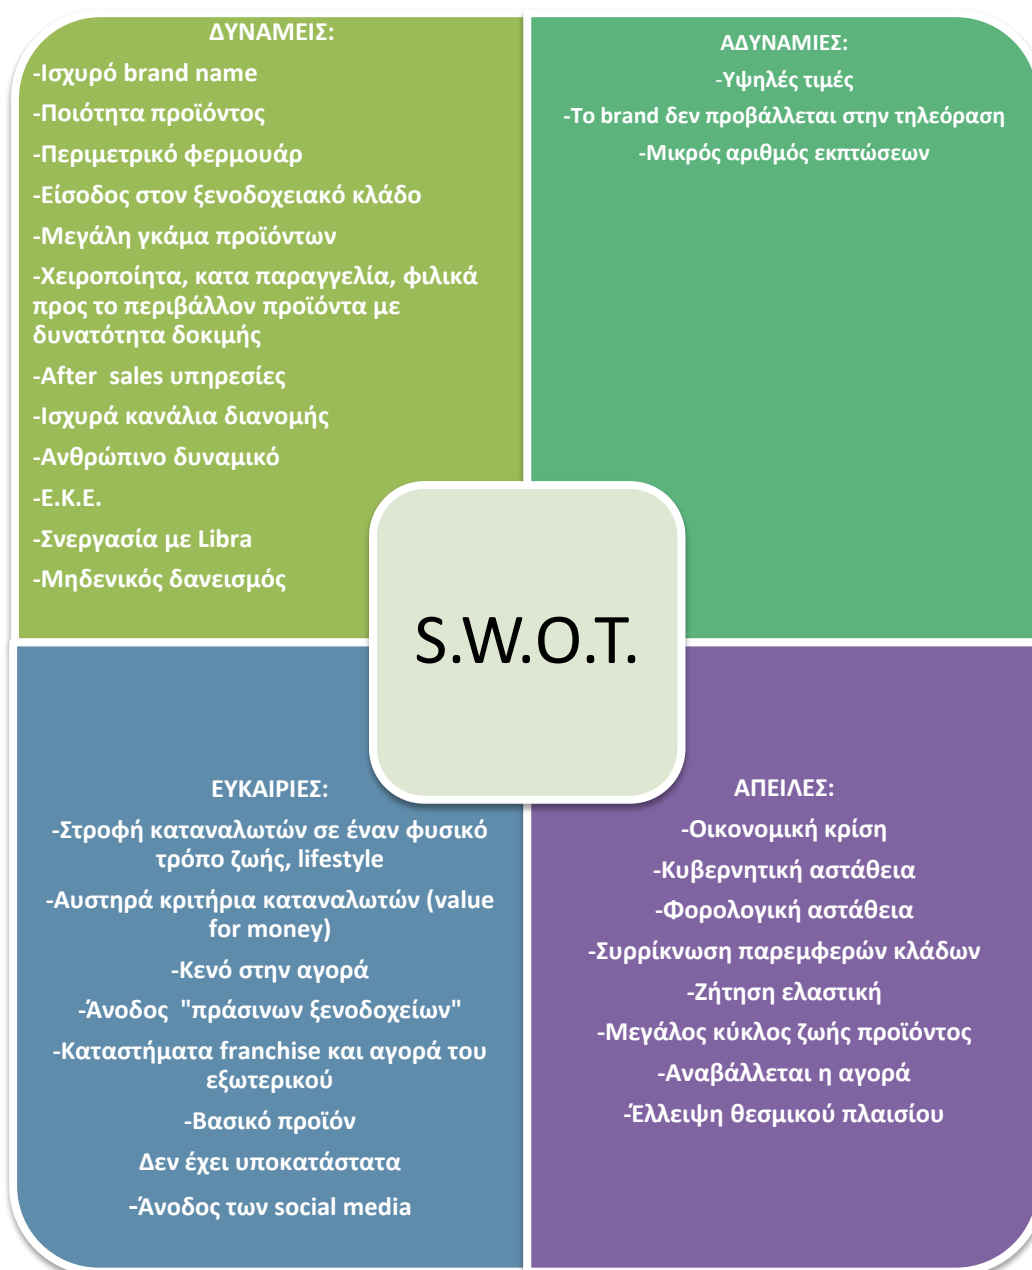 ΔΥΝΑΜΕΙΣ:
-Ισχυρό brand name
-Ποιότητα προϊόντος
-Περιμετρικό φερμουάρ
-Είσοδος στον ξενοδοχειακό κλάδο
-Μεγάλη γκάμα προϊόντων
-Χειροποίητα, κατα παραγγελία, φιλικά
προς το περιβάλλον προϊόντα με
δυνατότητα δοκιμής
-After sales υπηρεσίες
-Ισχυρά κανάλια διανομής
-Ανθρώπινο δυναμικό
-Ε.Κ.Ε.
-Συνεργασία με Libra
-Μηδενικός δανεισμός
ΑΔΥΝΑΜΙΕΣ:
-Υψηλές τιμές
-Το brand δεν προβάλλεται στην τηλεόραση
-Μικρός αριθμός εκπτώσεων
S.W.O.T.
ΕΥΚΑΙΡΙΕΣ:
-Στροφή καταναλωτών σε έναν φυσικό
τρόπο ζωής, lifestyle
-Αυστηρά κριτήρια καταναλωτών (value
for money)
-Κενό στην αγορά
-Άνοδος "πράσινων ξενοδοχείων"
-Καταστήματα franchise και αγορά του
εξωτερικού
-Βασικό προϊόν
Δεν έχει υποκατάστατα
-Άνοδος των social media
ΑΠΕΙΛΕΣ:
-Οικονομική κρίση
-Κυβερνητική αστάθεια
-Φορολογική αστάθεια
-Συρρίκνωση παρεμφερών κλάδων
-Ζήτηση ελαστική
-Μεγάλος κύκλος ζωής προϊόντος
-Αναβάλλεται η αγορά
-Έλλειψη θεσμικού πλαισίου